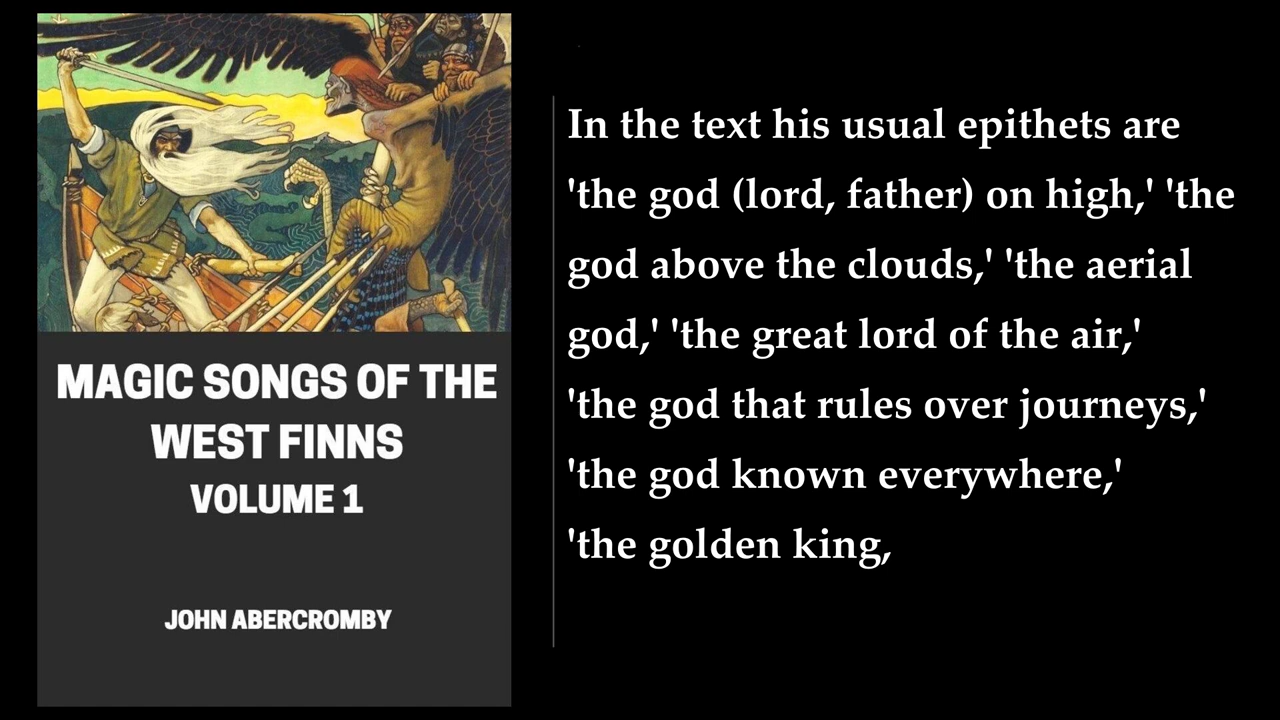 MAGIC SONGS OF THE
WEST FINNS
VOLUME 1
JOHN ABERCROMBY
In the text his usual epithets are
'the god (lord, father) on high,' 'the
god above the clouds,' 'the aerial
god,' 'the great lord of the air,'
'the god that rules over journeys,'
'the god known everywhere,'
'the golden king,